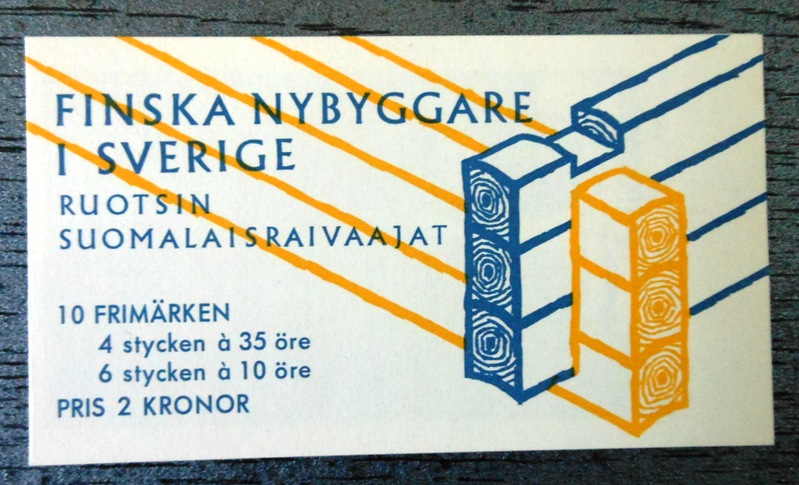 FINSKA NYBYGGARE
I SVERIGE
RUOTSIN
SUOMALAISRAIVAAJAT
10 FRIMÄRKEN
4 stycken à 35 öre
6 stycken à 10 öre
PRIS 2 KRONOR